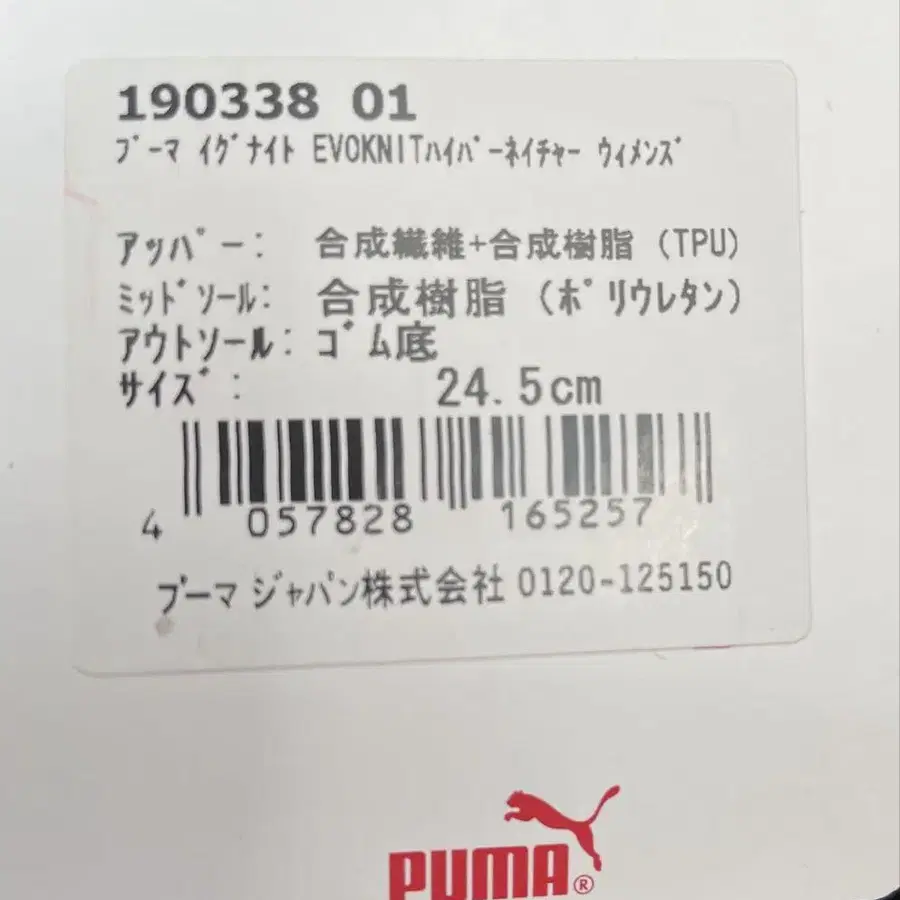 190338 01
プーマ イグナイト EVOKNITハイパーネイチャー ウィメンズ
アッパー: 合成繊維+合成樹脂 (TPU)
ミッドソール: 合成樹脂 (ポリウレタン)
アウトソール: ゴム底
サイズ: 24.5cm
4 057828 165257
プーマ ジャパン株式会社 0120-125150
PUMA®